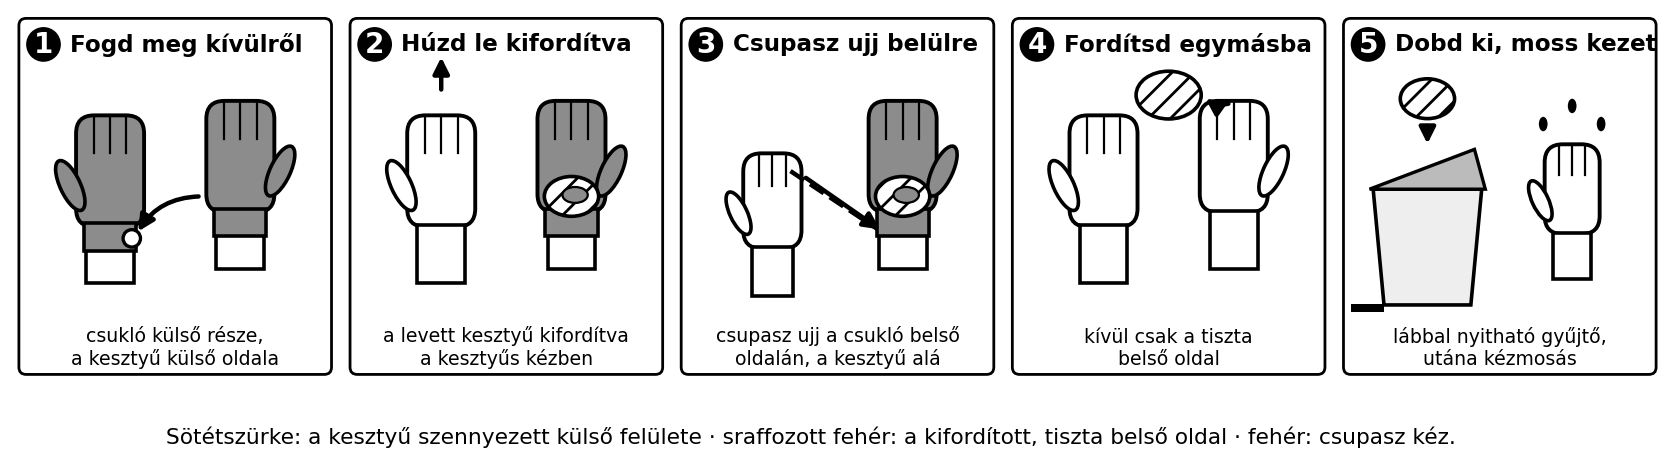 1 Fogd meg kívülről
csukló külső része,
a kesztyű külső oldala
2 Húzd le kifordítva
a levett kesztyű kifordítva
a kesztyűs kézben
3 Csupasz ujj belülre
csupasz ujj a csukló belső
oldalán, a kesztyű alá
4 Fordítsd egymásba
kívül csak a tiszta
belső oldal
5 Dobd ki, moss kezet
lábbal nyitható gyűjtő,
utána kézmosás
Sötétszürke: a kesztyű szennyezett külső felülete · sraffozott fehér: a kifordított, tiszta belső oldal · fehér: csupasz kéz.